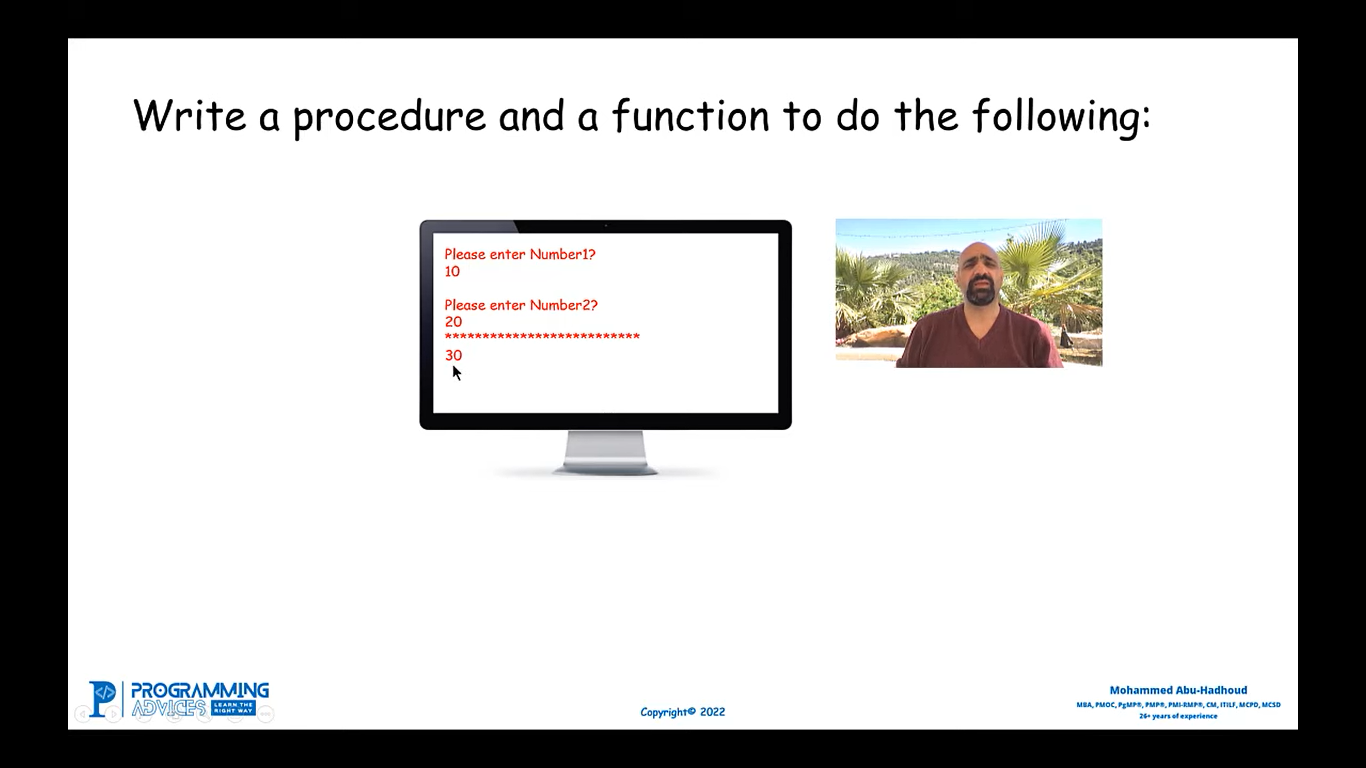 Write a procedure and a function to do the following:
Please enter Number1?
10
Please enter Number2?
20
**************************
30
PROGRAMMING
ADVICES
LEARN THE
RIGHT WAY
Copyright© 2022
Mohammed Abu-Hadhoud
MBA, PMOC, PgMP®, PMP®, PMI-RMP®, CM, ITILF, MCPD, MCSD
26+ years of experience